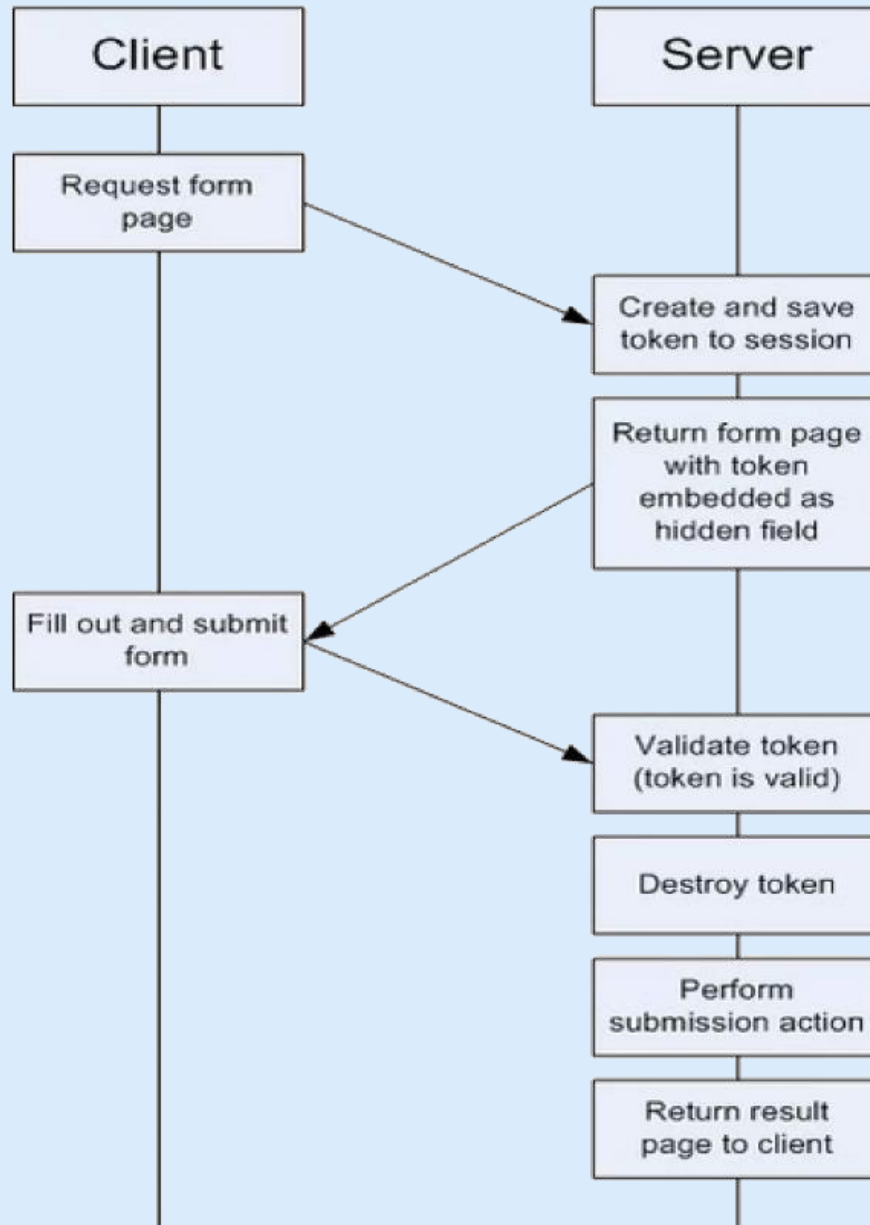 Client
Server
Request form
page
Create and save
token to session
Return form page
with token
embedded as
hidden field
Fill out and submit
form
Validate token
(token is valid)
Destroy token
Perform
submission action
Return result
page to client